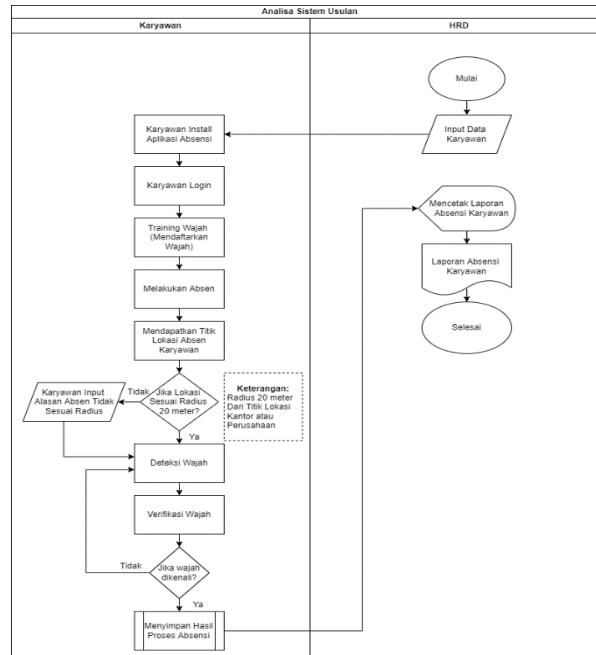 Analisa Sistem Usulan
Karyawan
HRD
Mulai
Input Data
Karyawan
Karyawan Install
Aplikasi Absensi
Karyawan Login
Training Wajah
(Mendaftarkan
Wajah)
Melakukan Absen
Mendapatkan Titik
Lokasi Absen
Karyawan
Jika Lokasi
Sesuai Radius
20 meter?
Tidak
Karyawan Input
Alasan Absen Tidak
Sesuai Radius
Keterangan:
Radius 20 meter
Dari Titik Lokasi
Kantor atau
Perusahaan
Ya
Deteksi Wajah
Verifikasi Wajah
Jika wajah
dikenali?
Tidak
Ya
Menyimpan Hasil
Proses Absensi
Mencetak Laporan
Absensi Karyawan
Laporan Absensi
Karyawan
Selesai